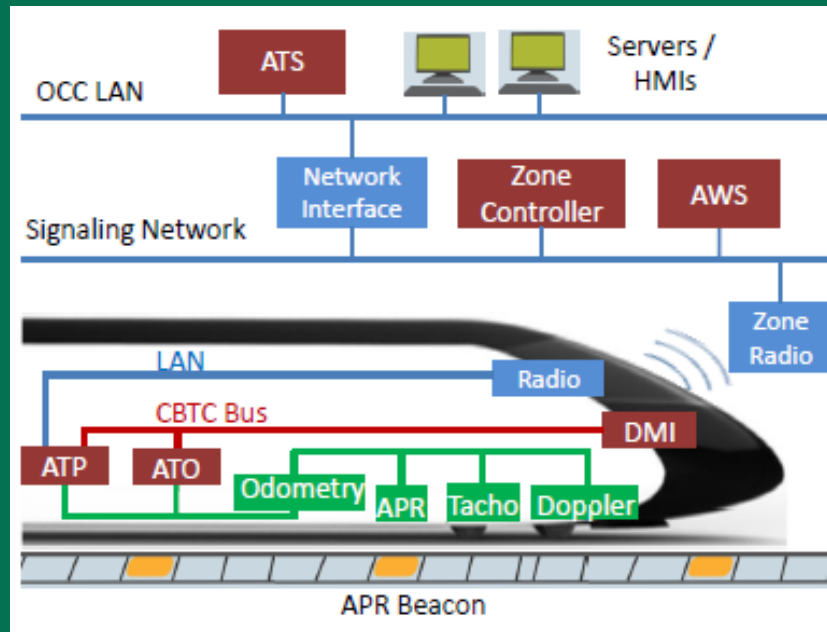 ATS
Servers /
HMIs
OCC LAN
Network
Interface
Zone
Controller
AWS
Signaling Network
Zone
Radio
LAN
Radio
CBTC Bus
DMI
ATP
ATO
Odometry
APR
Tacho
Doppler
APR Beacon